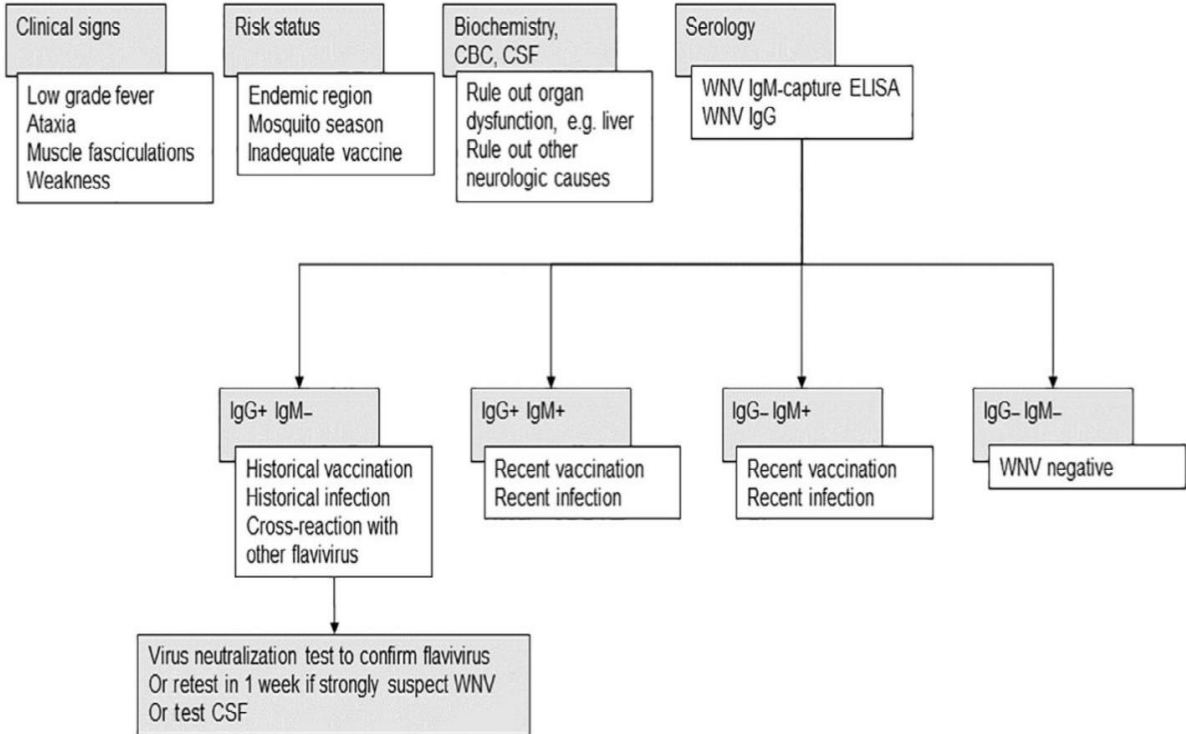 Clinical signs
Low grade fever
Ataxia
Muscle fasciculations
Weakness
Risk status
Endemic region
Mosquito season
Inadequate vaccine
Biochemistry,
CBC, CSF
Rule out organ
dysfunction, e.g. liver
Rule out other
neurologic causes
Serology
WNV IgM-capture ELISA
WNV IgG
IgG+ IgM–
Historical vaccination
Historical infection
Cross-reaction with
other flavivirus
IgG+ IgM+
Recent vaccination
Recent infection
IgG– IgM+
Recent vaccination
Recent infection
IgG– IgM–
WNV negative
Virus neutralization test to confirm flavivirus
Or retest in 1 week if strongly suspect WNV
Or test CSF